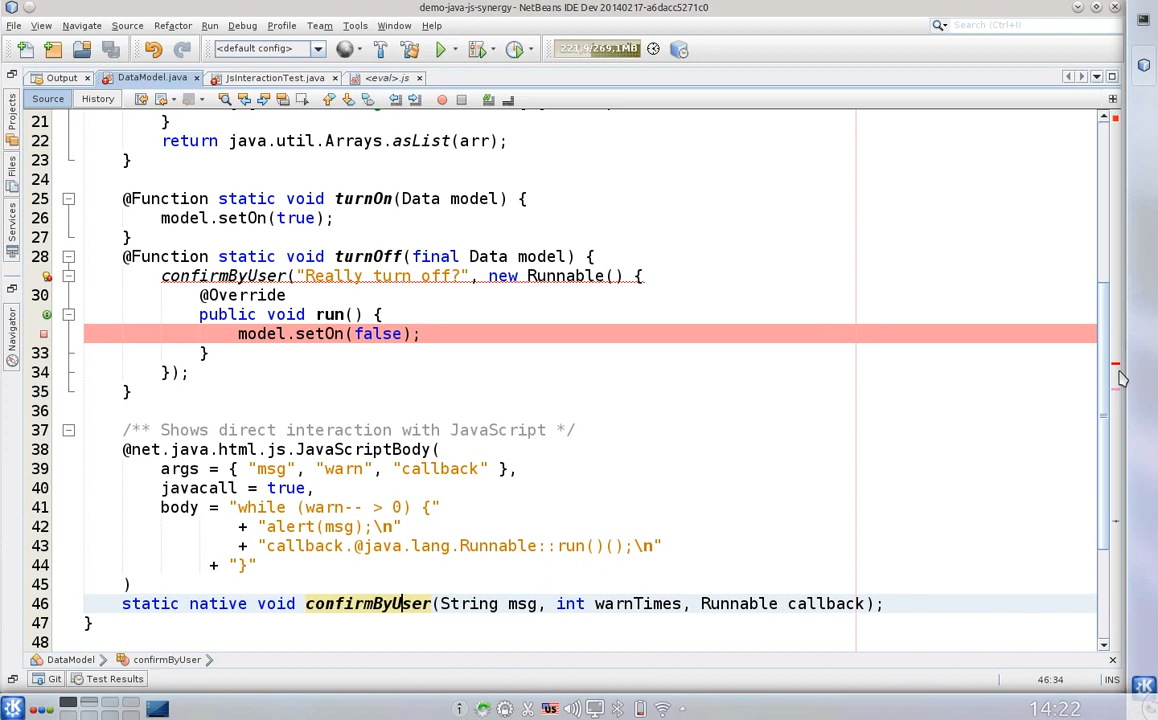 demo-java-js-synergy - NetBeans IDE Dev 20140217-a6dacc5271c0
File View Navigate Source Refactor Run Debug Profile Team Tools Window Help
<default config> 221,9/269,1MB Search (Ctrl+I)
Output DataModel.java JsInteractionTest.java <eval>.js
Source History
Projects
Files
Services
Navigator
21 }
22 return java.util.Arrays.asList(arr);
23 }
24
25 @Function static void turnOn(Data model) {
26 model.setOn(true);
27 }
28 @Function static void turnOff(final Data model) {
confirmByUser("Really turn off?", new Runnable() {
30 @Override
public void run() {
model.setOn(false);
33 }
34 });
35 }
36
37 /** Shows direct interaction with JavaScript */
38 @net.java.html.js.JavaScriptBody(
39 args = { "msg", "warn", "callback" },
40 javacall = true,
41 body = "while (warn-- > 0) {"
42 + "alert(msg);\n"
43 + "callback.@java.lang.Runnable::run()();\n"
44 + "}"
45 )
46 static native void confirmByUser(String msg, int warnTimes, Runnable callback);
47 }
48
DataModel confirmByUser
Git Test Results 46:34 INS
US 14:22